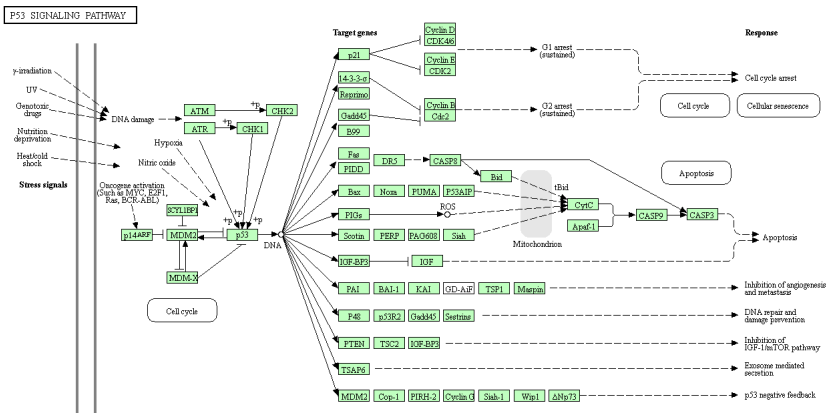 P53 SIGNALING PATHWAY
Target genes
Response
Stress signals
γ-irradiation
UV
Genotoxic
drugs
Nutrition
deprivation
Heat/cold
shock
DNA damage
Hypoxia
Nitric oxide
Oncogene activation
(Such as MYC, E2F1,
Ras, BCR-ABL)
ATM
+p
CHK2
ATR
+p
CHK1
+p
+p
+p
+p
SCYL1BP1
p14ARF
MDM2
p53
DNA
MDM-X
Cell cycle
p21
Cyclin D
CDK4/6
Cyclin E
CDK2
G1 arrest
(sustained)
14-3-3-σ
Reprimo
Gadd45
B99
Cyclin B
Cdc2
G2 arrest
(sustained)
Cell cycle arrest
Cell cycle
Cellular senescence
Fas
PIDD
DR5
CASP8
Bid
tBid
Apoptosis
Bax
Noxa
PUMA
P53AIP
PIGs
ROS
CytC
CASP9
CASP3
Scotin
PERP
PAG608
Siah
Mitochondrion
Apaf-1
Apoptosis
IGF-BP3
IGF
PAI
BAI-1
KAI
GD-AiF
TSP1
Maspin
Inhibition of angiogenesis
and metastasis
P48
p53R2
Gadd45
Sestrins
DNA repair and
damage prevention
PTEN
TSC2
IGF-BP3
Inhibition of
IGF-1/mTOR pathway
TSAP6
Exosome mediated
secretion
MDM2
Cop-1
PIRH-2
Cyclin G
Siah-1
Wip1
ΔNp73
p53 negative feedback